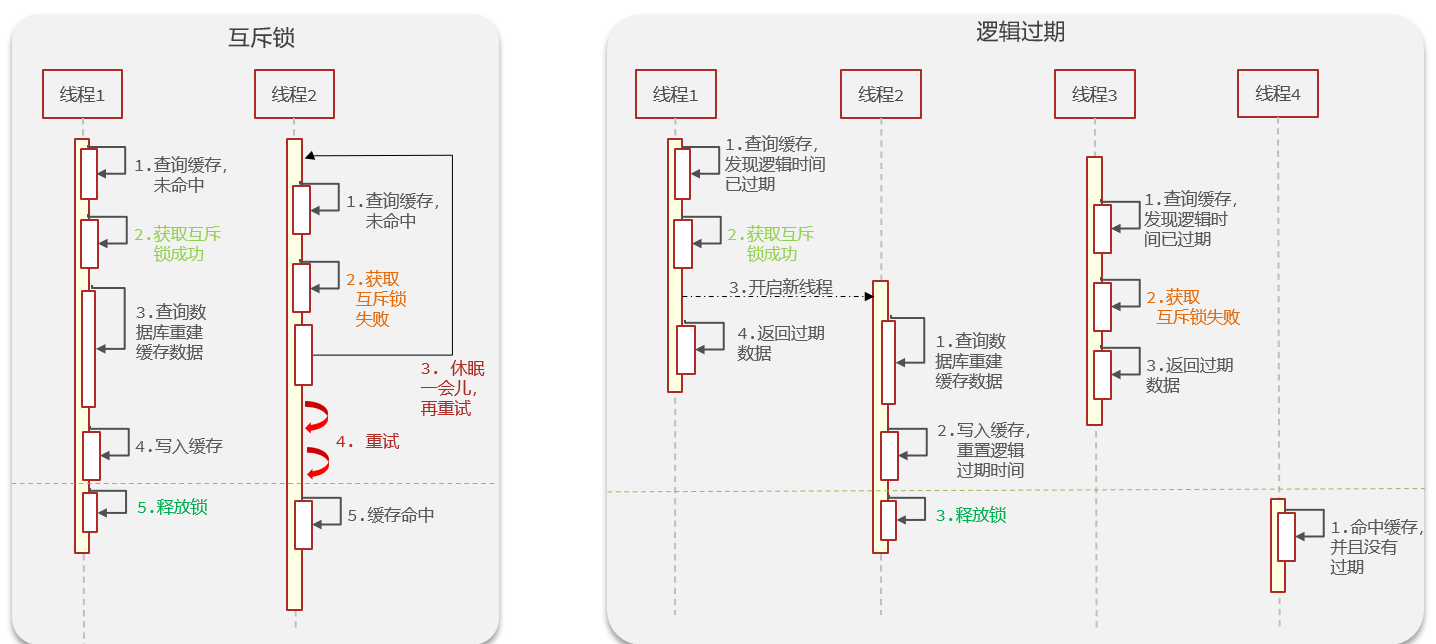 互斥锁
线程1
线程2
1.查询缓存，
未命中
2.获取互斥
锁成功
3.查询数
据库重建
缓存数据
4.写入缓存
5.释放锁
1.查询缓存，
未命中
2.获取
互斥锁
失败
3. 休眠
一会儿，
再重试
4. 重试
5.缓存命中
逻辑过期
线程1
线程2
线程3
线程4
1.查询缓存，
发现逻辑时间
已过期
2.获取互斥
锁成功
3.开启新线程
4.返回过期
数据
1.查询数
据库重建
缓存数据
2.写入缓存，
重置逻辑
过期时间
3.释放锁
1.查询缓存，
发现逻辑时
间已过期
2.获取
互斥锁失败
3.返回过期
数据
1.命中缓存，
并且没有
过期